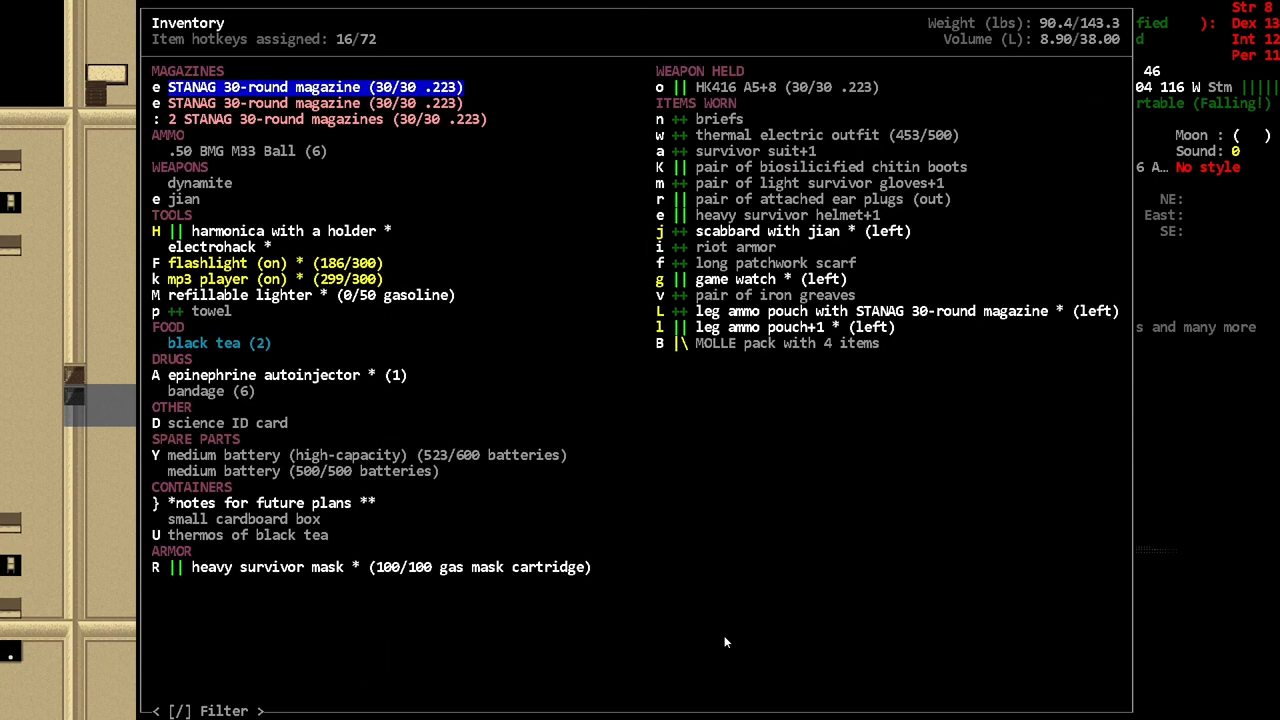 Inventory
Item hotkeys assigned: 16/72
Weight (lbs): 90.4/143.3
Volume (L): 8.90/38.00
MAGAZINES
e STANAG 30-round magazine (30/30 .223)
e STANAG 30-round magazine (30/30 .223)
: 2 STANAG 30-round magazines (30/30 .223)
AMMO
.50 BMG M33 Ball (6)
WEAPONS
dynamite
e jian
TOOLS
H || harmonica with a holder *
electrohack *
F flashlight (on) * (186/300)
k mp3 player (on) * (299/300)
M refillable lighter * (0/50 gasoline)
p ++ towel
FOOD
black tea (2)
DRUGS
A epinephrine autoinjector * (1)
bandage (6)
OTHER
D science ID card
SPARE PARTS
Y medium battery (high-capacity) (523/600 batteries)
medium battery (500/500 batteries)
CONTAINERS
} *notes for future plans **
small cardboard box
U thermos of black tea
ARMOR
R || heavy survivor mask * (100/100 gas mask cartridge)
WEAPON HELD
o || HK416 A5+8 (30/30 .223)
ITEMS WORN
n ++ briefs
w ++ thermal electric outfit (453/500)
a ++ survivor suit+1
K || pair of biosilicified chitin boots
m ++ pair of light survivor gloves+1
r || pair of attached ear plugs (out)
e || heavy survivor helmet+1
j ++ scabbard with jian * (left)
i ++ riot armor
f ++ long patchwork scarf
g || game watch * (left)
v ++ pair of iron greaves
L ++ leg ammo pouch with STANAG 30-round magazine * (left)
l || leg ammo pouch+1 * (left)
B |\ MOLLE pack with 4 items
< [/] Filter >
Str 8
fied ): Dex 13
d Int 12
Per 11
46
04 116 W Stm |||||
rtable (Falling!)
Moon : ( )
Sound: 0
6 A… No style
NE:
East:
SE:
s and many more